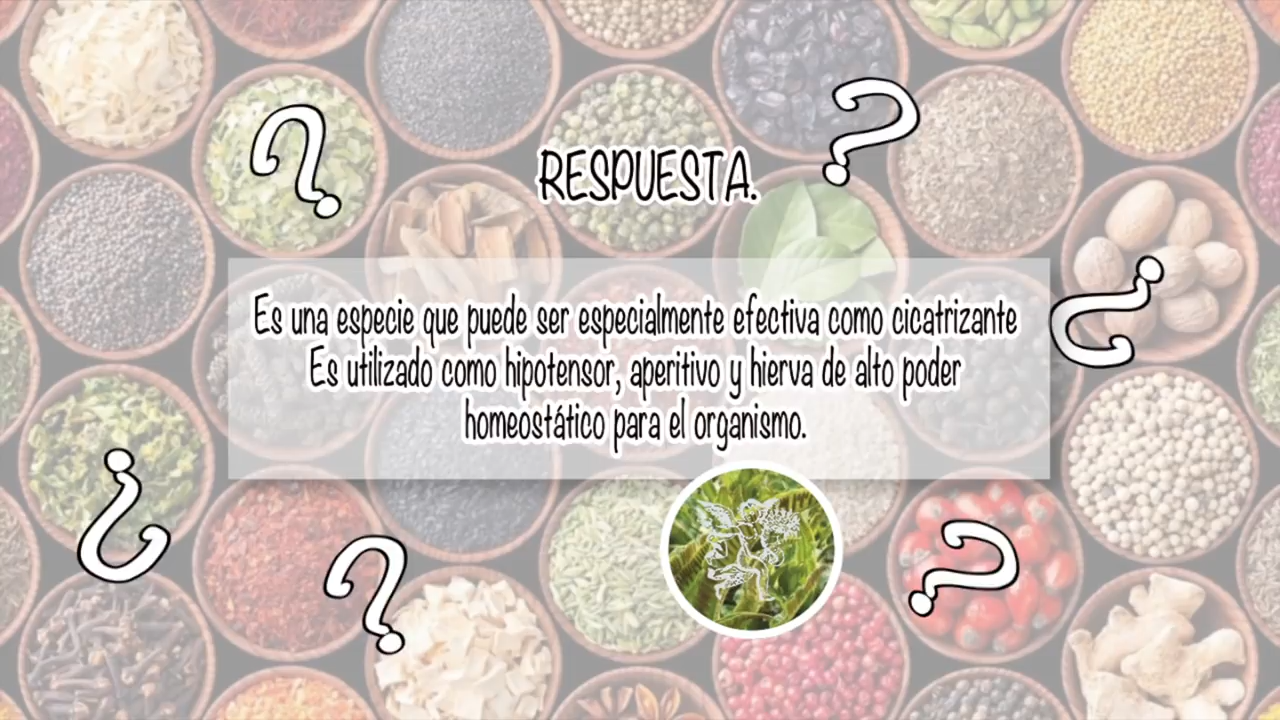 RESPUESTA.
Es una especie que puede ser especialmente efectiva como cicatrizante
Es utilizado como hipotensor, aperitivo y hierva de alto poder
homeostático para el organismo.